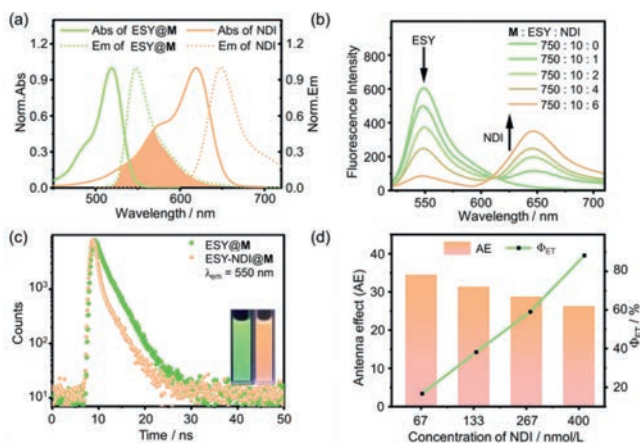 (a)
Abs of ESY@M
Abs of NDI
Em of ESY@M
Em of NDI
Norm.Abs
Norm.Em
1.2
0.9
0.6
0.3
0.0
1.2
0.9
0.6
0.3
0.0
500
600
700
Wavelength / nm
(b)
M : ESY : NDI
750 : 10 : 0
750 : 10 : 1
750 : 10 : 2
750 : 10 : 4
750 : 10 : 6
ESY
NDI
Fluorescence Intensity
800
600
400
200
0
550
600
650
700
Wavelength / nm
(c)
ESY@M
ESY-NDI@M
λem = 550 nm
Counts
10³
10²
10¹
0
10
20
30
40
50
Time / ns
(d)
AE
ΦET
Antenna effect (AE)
40
30
20
10
0
ΦET / %
80
60
40
20
67
133
267
400
Concentration of NDI / nmol/L